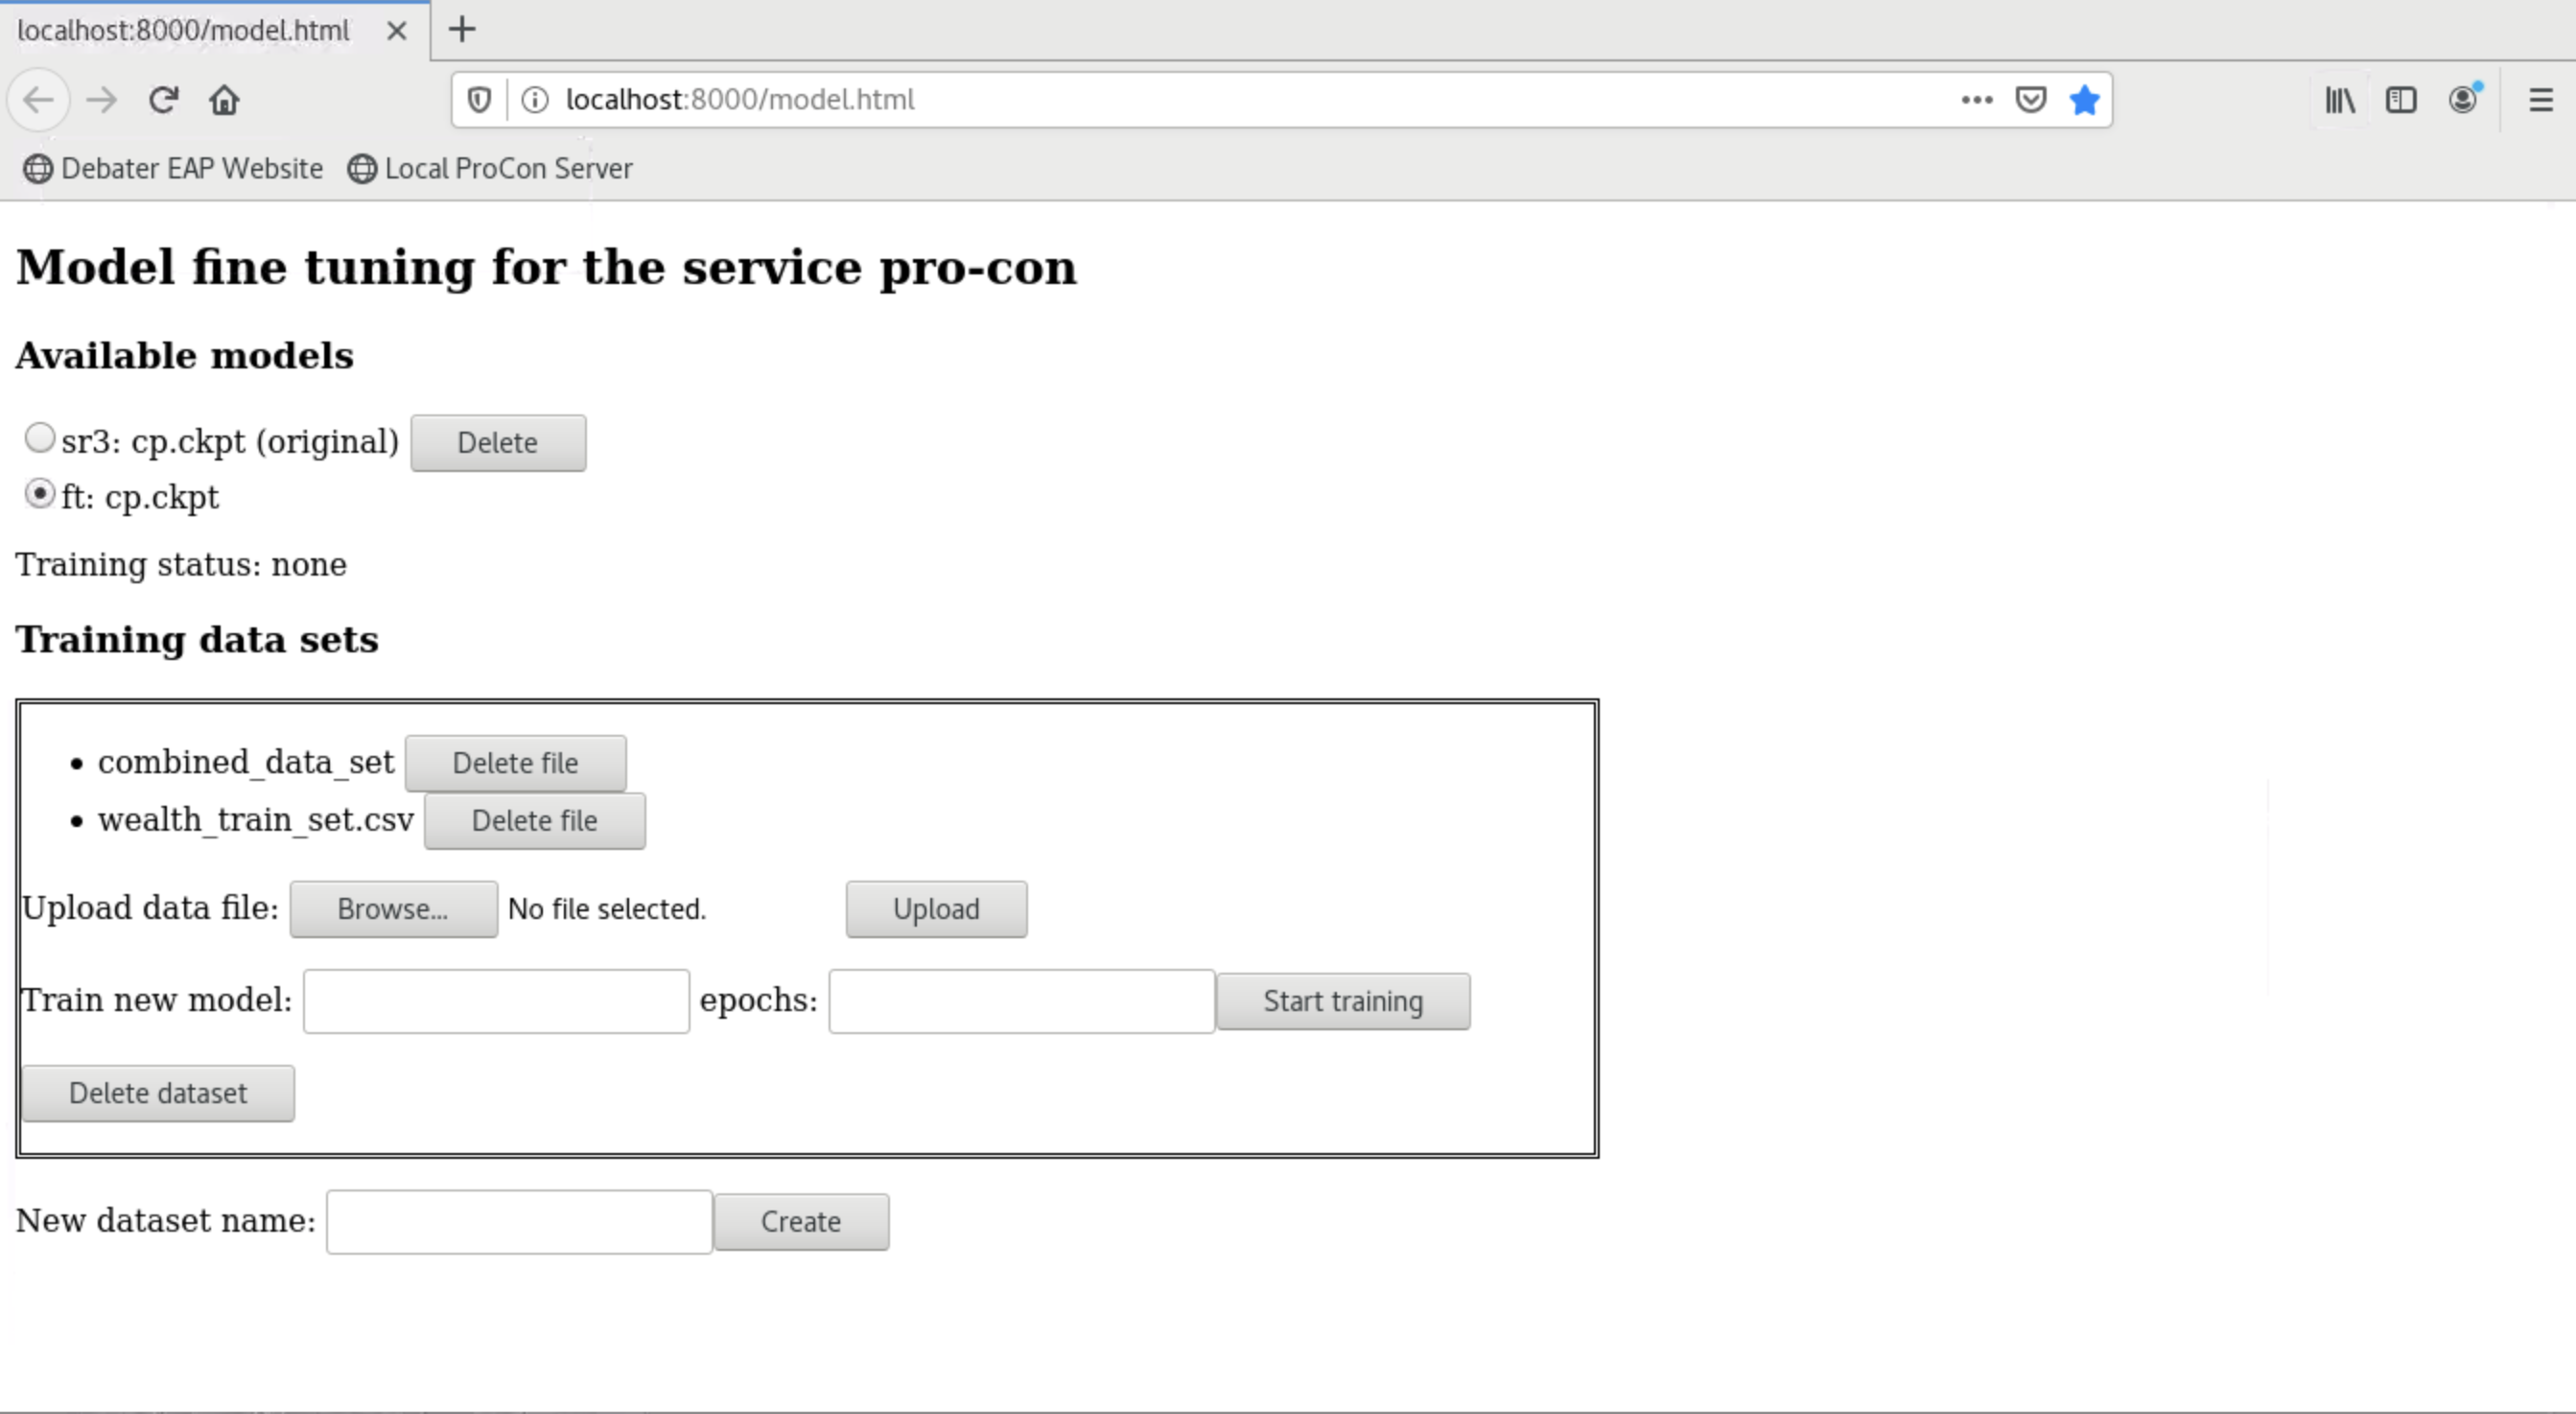 localhost:8000/model.html
localhost:8000/model.html
Debater EAP Website Local ProCon Server
Model fine tuning for the service pro-con
Available models
sr3: cp.ckpt (original) Delete
ft: cp.ckpt
Training status: none
Training data sets
combined_data_set Delete file
wealth_train_set.csv Delete file
Upload data file: Browse... No file selected. Upload
Train new model: epochs: Start training
Delete dataset
New dataset name: Create